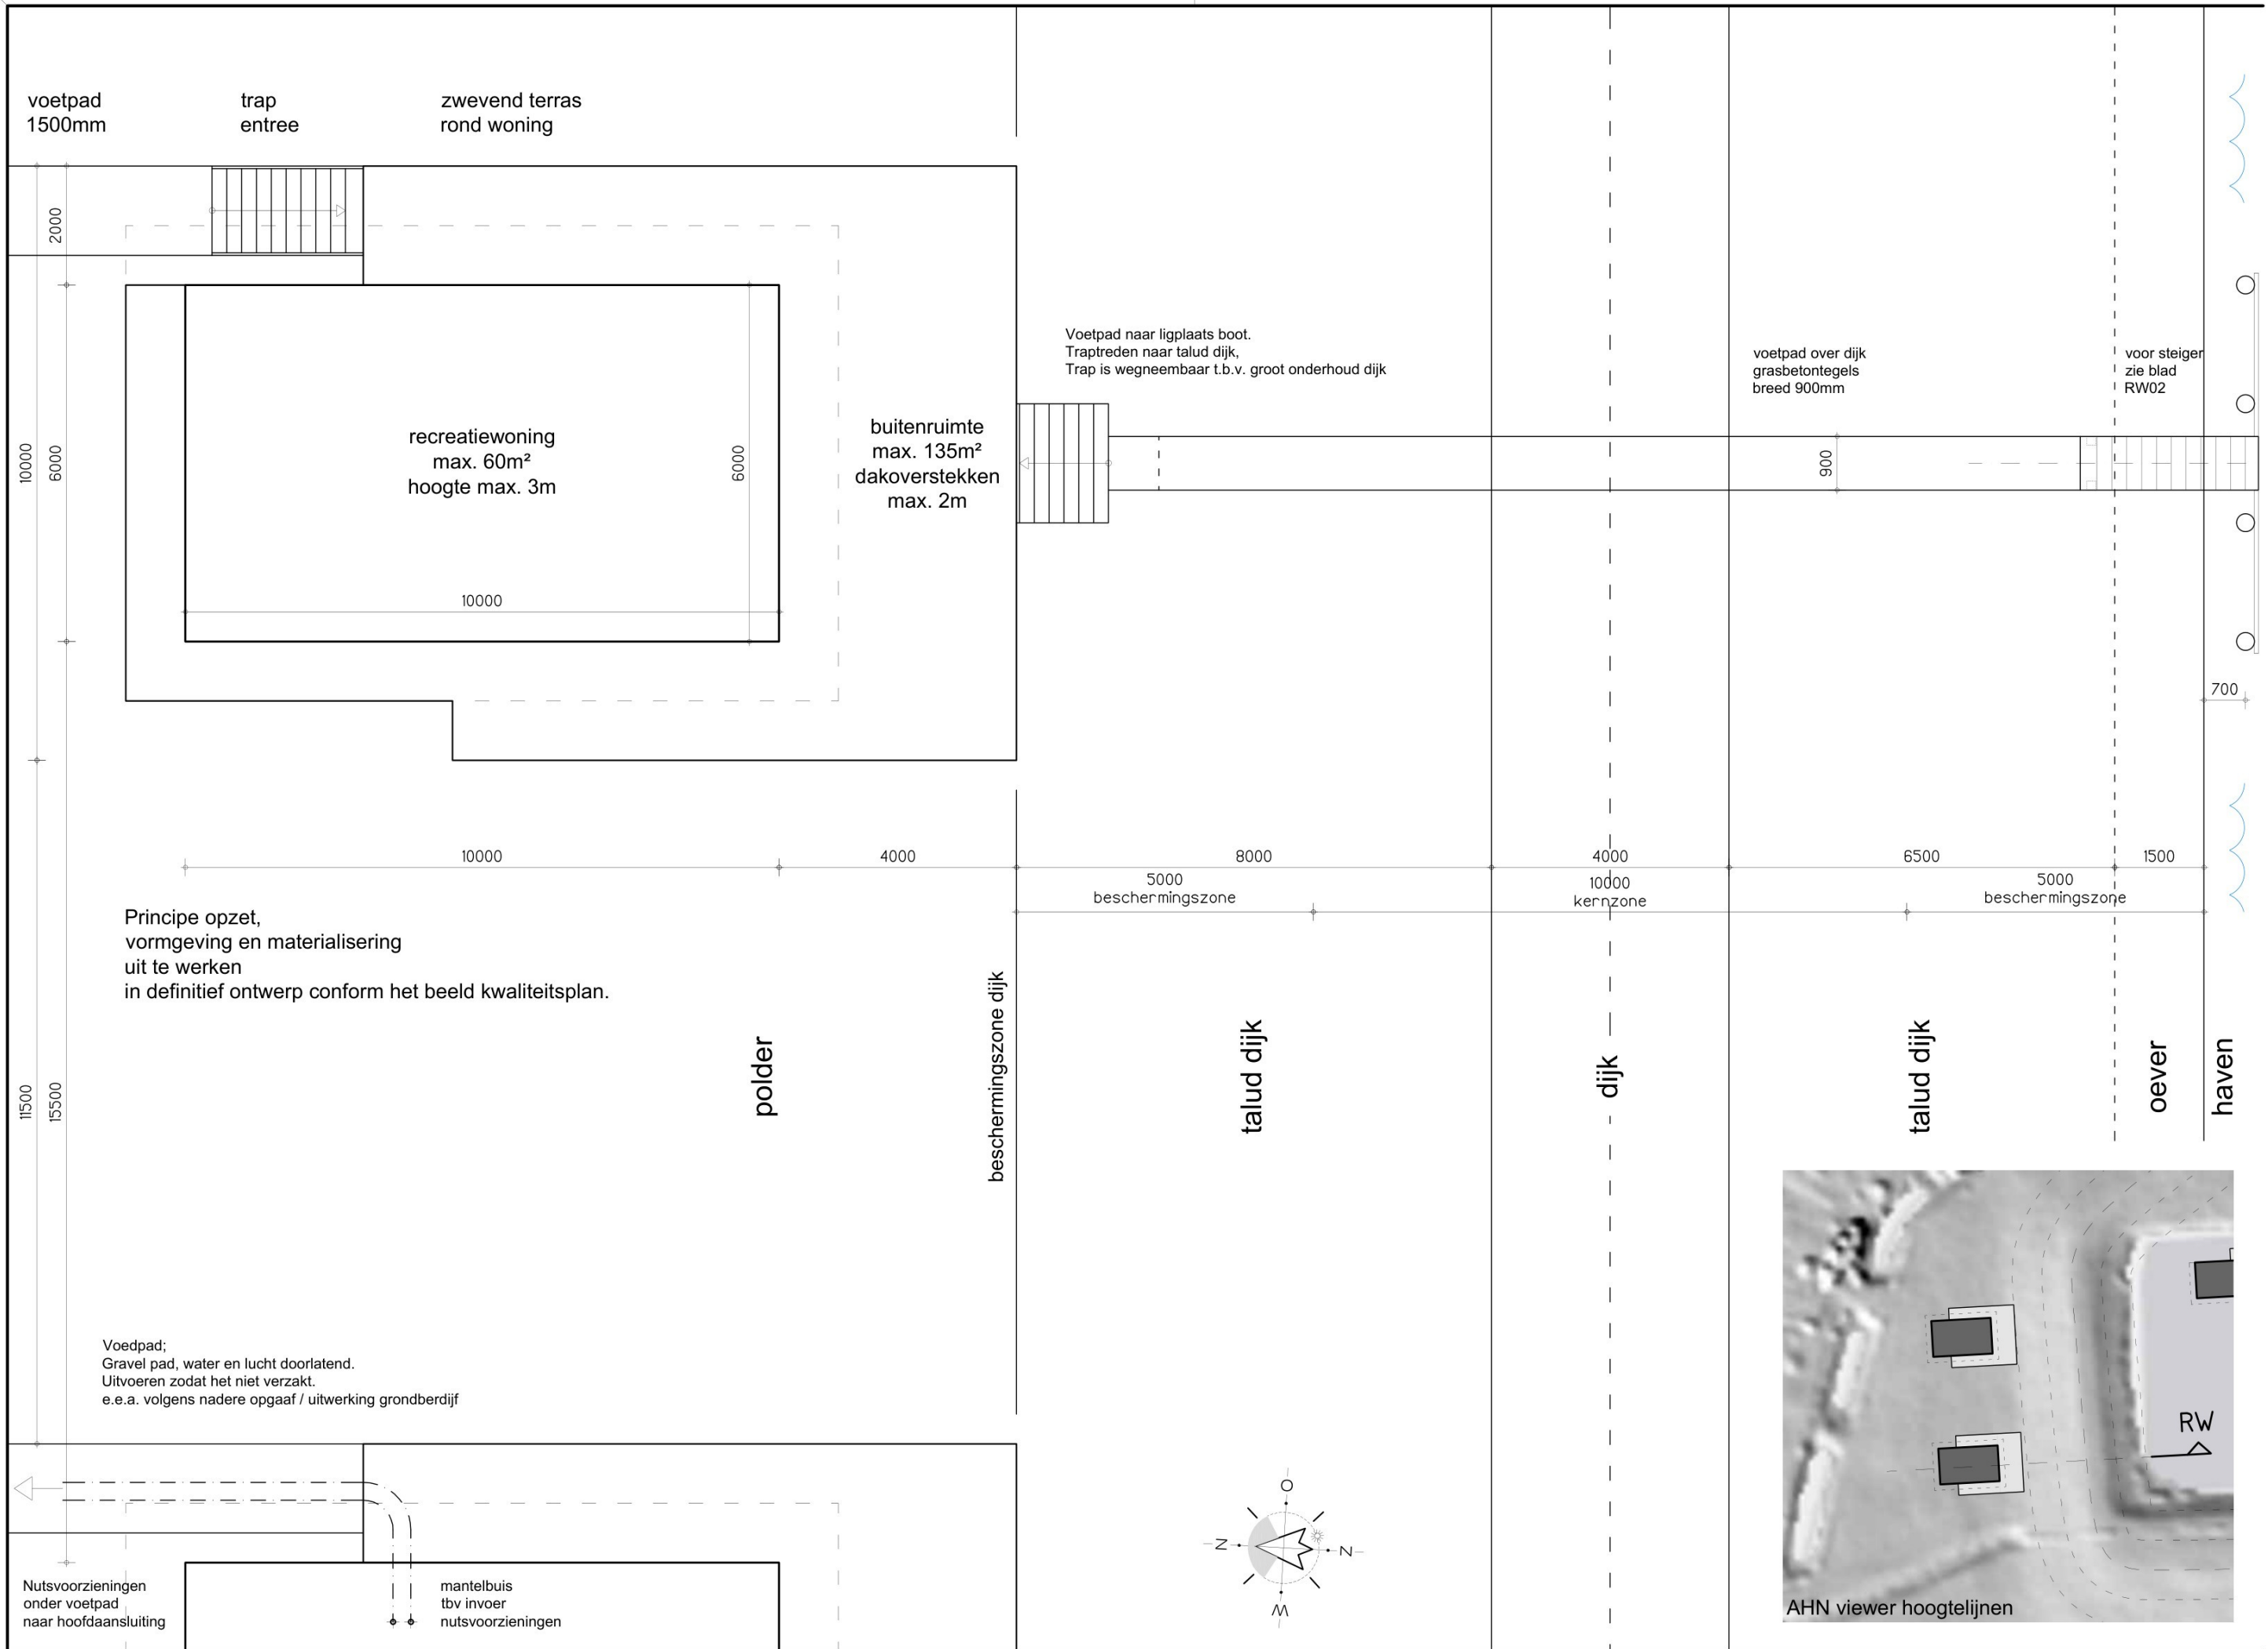 voetpad
1500mm
trap
entree
zwevend terras
rond woning
2000
10000
6000
recreatiewoning
max. 60m²
hoogte max. 3m
6000
10000
buitenruimte
max. 135m²
dakoverstekken
max. 2m
Voetpad naar ligplaats boot.
Traptreden naar talud dijk,
Trap is wegneembaar t.b.v. groot onderhoud dijk
voetpad over dijk
grasbetontegels
breed 900mm
voor steiger
zie blad
RW02
900
700
10000
4000
8000
4000
6500
1500
5000
beschermingszone
10000
kernzone
5000
beschermingszone
Principe opzet,
vormgeving en materialisering
uit te werken
in definitief ontwerp conform het beeld kwaliteitsplan.
11500
15500
polder
beschermingszone dijk
talud dijk
dijk
talud dijk
oever
haven
Voedpad;
Gravel pad, water en lucht doorlatend.
Uitvoeren zodat het niet verzakt.
e.e.a. volgens nadere opgaaf / uitwerking grondberdijf
Nutsvoorzieningen
onder voetpad
naar hoofdaansluiting
mantelbuis
tbv invoer
nutsvoorzieningen
O
N
Z
W
RW
AHN viewer hoogtelijnen